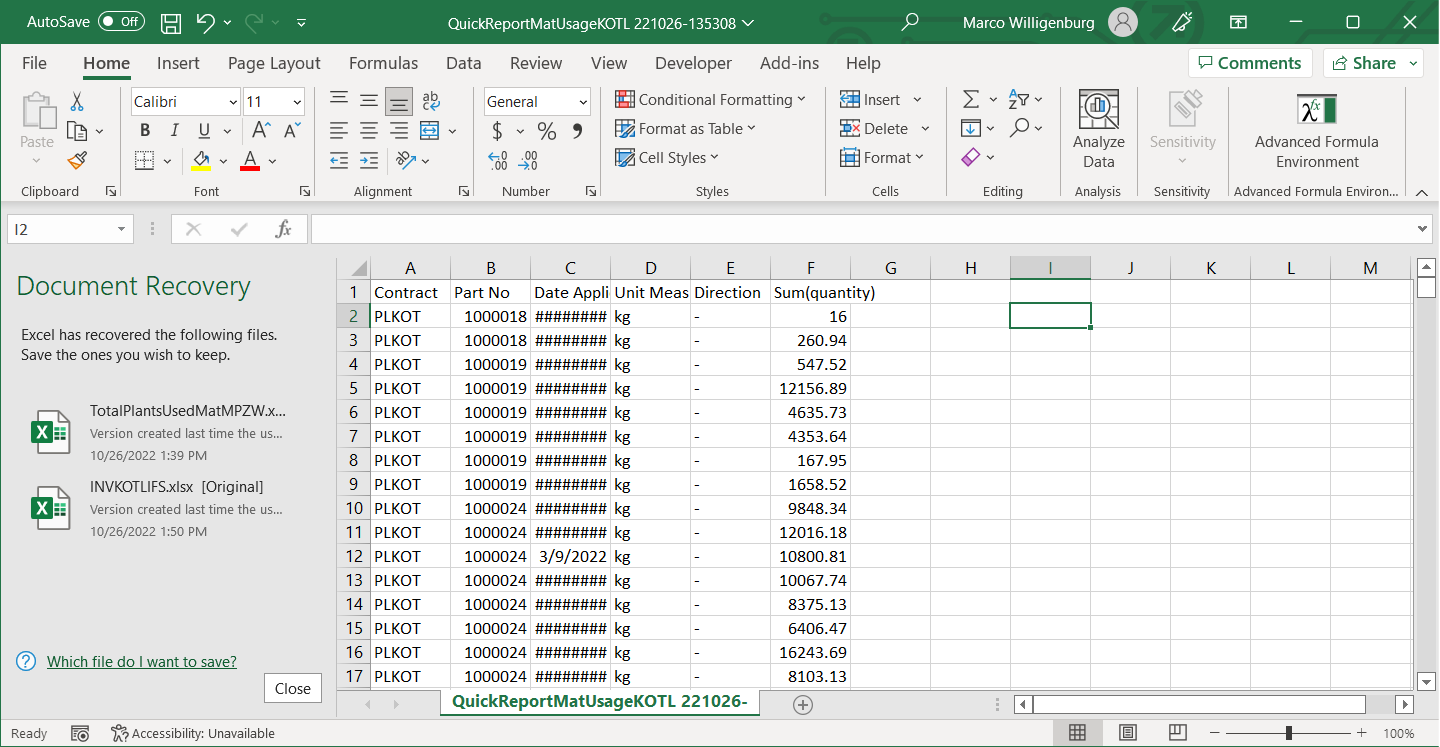 AutoSave Off QuickReportMatUsageKOTL 221026-135308 Marco Willigenburg
File Home Insert Page Layout Formulas Data Review View Developer Add-ins Help Comments Share
Paste
Calibri 11
B I U A A
A
ab
c
General
$ % 9
.00
.00
.0
Conditional Formatting
Format as Table
Cell Styles
Insert
Delete
Format
Analyze
Data
Sensitivity
Advanced Formula
Environment
Clipboard Font Alignment Number Styles Cells Editing Analysis Sensitivity Advanced Formula Environ...
I2 fx
Document Recovery
Excel has recovered the following files.
Save the ones you wish to keep.
TotalPlantsUsedMatMPZW.x...
Version created last time the us...
10/26/2022 1:39 PM
INVKOTLIFS.xlsx [Original]
Version created last time the us...
10/26/2022 1:50 PM
Which file do I want to save?
Close
A B C D E F G H I J K L M
1 Contract Part No Date Appli Unit Meas Direction Sum(quantity)
2 PLKOT 1000018 ######## kg - 16
3 PLKOT 1000018 ######## kg - 260.94
4 PLKOT 1000019 ######## kg - 547.52
5 PLKOT 1000019 ######## kg - 12156.89
6 PLKOT 1000019 ######## kg - 4635.73
7 PLKOT 1000019 ######## kg - 4353.64
8 PLKOT 1000019 ######## kg - 167.95
9 PLKOT 1000019 ######## kg - 1658.52
10 PLKOT 1000024 ######## kg - 9848.34
11 PLKOT 1000024 ######## kg - 12016.18
12 PLKOT 1000024 3/9/2022 kg - 10800.81
13 PLKOT 1000024 ######## kg - 10067.74
14 PLKOT 1000024 ######## kg - 8375.13
15 PLKOT 1000024 ######## kg - 6406.47
16 PLKOT 1000024 ######## kg - 16243.69
17 PLKOT 1000024 ######## kg - 8103.13
QuickReportMatUsageKOTL 221026-
Ready Accessibility: Unavailable 100%